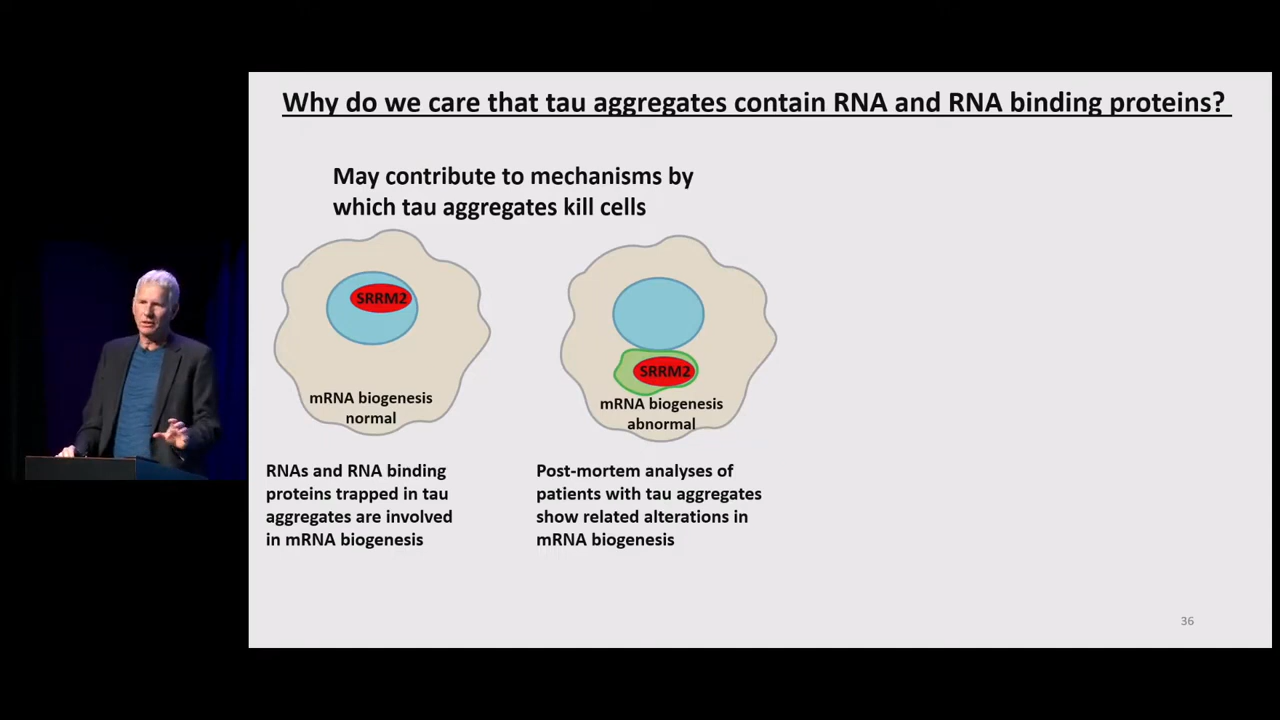 Why do we care that tau aggregates contain RNA and RNA binding proteins?
May contribute to mechanisms by
which tau aggregates kill cells
SRRM2
mRNA biogenesis
normal
SRRM2
mRNA biogenesis
abnormal
RNAs and RNA binding
proteins trapped in tau
aggregates are involved
in mRNA biogenesis
Post-mortem analyses of
patients with tau aggregates
show related alterations in
mRNA biogenesis
36